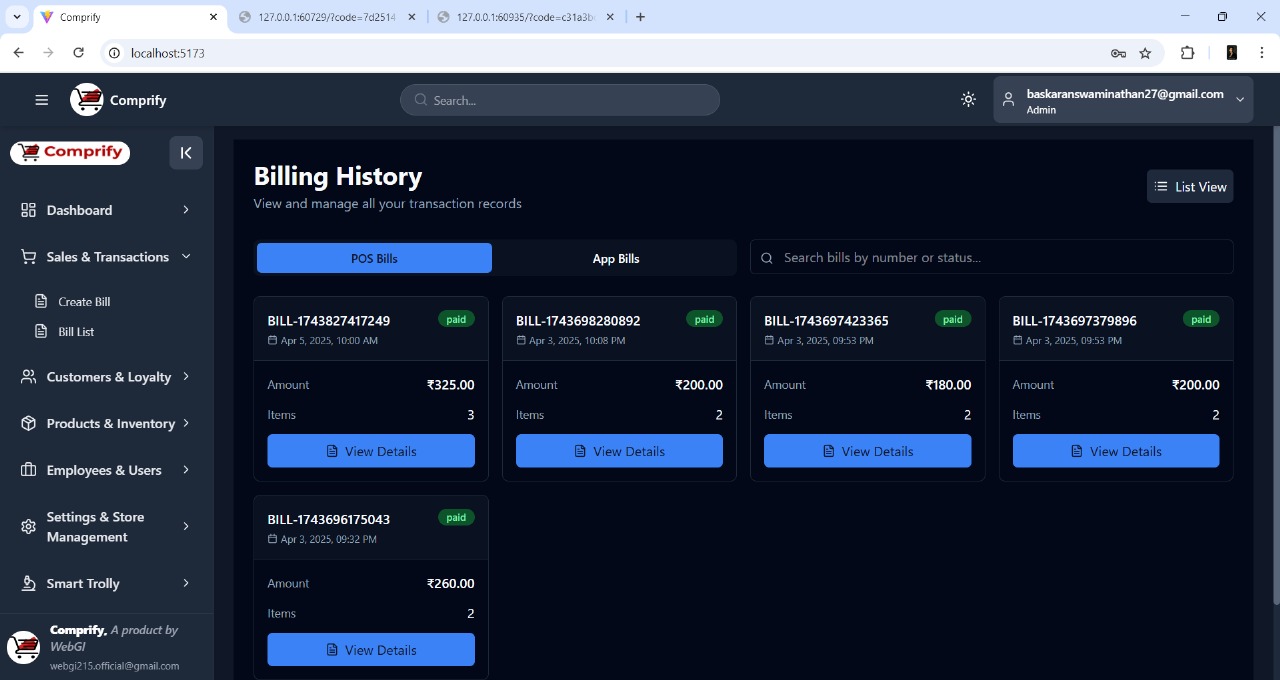 Comprify
127.0.0.1:60729/?code=7d2514
127.0.0.1:60935/?code=c31a3b
localhost:5173
Comprify
Search...
baskaranswaminathan27@gmail.com
Admin
Comprify
Dashboard
Sales & Transactions
Create Bill
Bill List
Customers & Loyalty
Products & Inventory
Employees & Users
Settings & Store
Management
Smart Trolly
Comprify, A product by
WebGI
webgi215.official@gmail.com
Billing History
View and manage all your transaction records
List View
POS Bills
App Bills
Search bills by number or status...
BILL-1743827417249 paid
Apr 5, 2025, 10:00 AM
Amount ₹325.00
Items 3
View Details
BILL-1743698280892 paid
Apr 3, 2025, 10:08 PM
Amount ₹200.00
Items 2
View Details
BILL-1743697423365 paid
Apr 3, 2025, 09:53 PM
Amount ₹180.00
Items 2
View Details
BILL-1743697379896 paid
Apr 3, 2025, 09:53 PM
Amount ₹200.00
Items 2
View Details
BILL-1743696175043 paid
Apr 3, 2025, 09:32 PM
Amount ₹260.00
Items 2
View Details